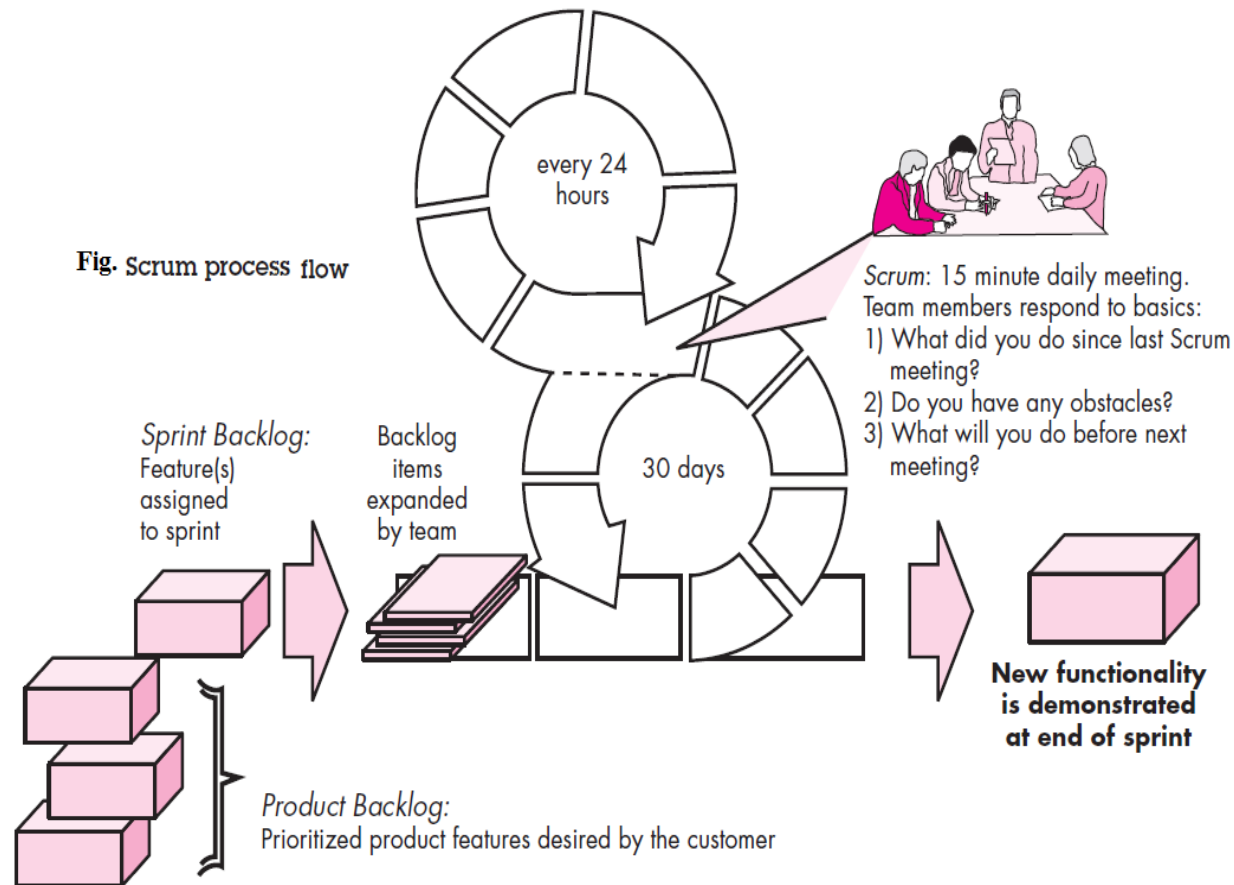 every 24
hours
Fig. Scrum process flow
Scrum: 15 minute daily meeting.
Team members respond to basics:
1) What did you do since last Scrum
meeting?
2) Do you have any obstacles?
3) What will you do before next
meeting?
Sprint Backlog:
Feature(s)
assigned
to sprint
Backlog
items
expanded
by team
30 days
New functionality
is demonstrated
at end of sprint
Product Backlog:
Prioritized product features desired by the customer